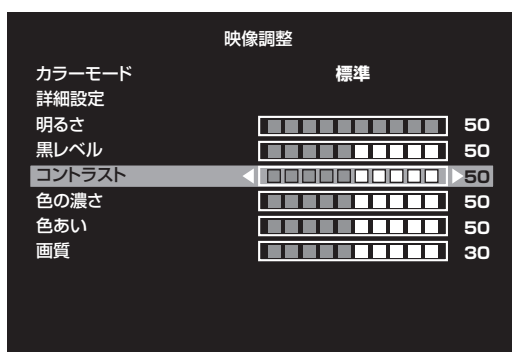 映像調整
カラーモード 標準
詳細設定
明るさ 50
黒レベル 50
コントラスト 50
色の濃さ 50
色あい 50
画質 30